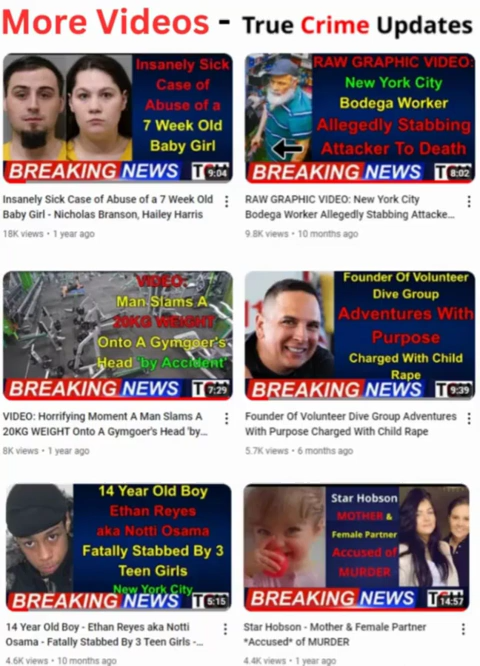 More Videos - True Crime Updates
Insanely Sick
Case of
Abuse of a
7 Week Old
Baby Girl
BREAKING NEWS
9:04
Insanely Sick Case of Abuse of a 7 Week Old
Baby Girl - Nicholas Branson, Hailey Harris
18K views • 1 year ago
RAW GRAPHIC VIDEO:
New York City
Bodega Worker
Allegedly Stabbing
Attacker To Death
BREAKING NEWS
8:02
RAW GRAPHIC VIDEO: New York City
Bodega Worker Allegedly Stabbing Attacke...
9.8K views • 10 months ago
VIDEO:
Man Slams A
20KG WEIGHT
Onto A Gymgoer's
Head 'by Accident'
BREAKING NEWS
7:29
VIDEO: Horrifying Moment A Man Slams A
20KG WEIGHT Onto A Gymgoer's Head 'by...
8K views • 1 year ago
Founder Of Volunteer
Dive Group
Adventures With
Purpose
Charged With Child
Rape
BREAKING NEWS
9:39
Founder Of Volunteer Dive Group Adventures
With Purpose Charged With Child Rape
5.7K views • 6 months ago
14 Year Old Boy
Ethan Reyes
aka Notti Osama
Fatally Stabbed By 3
Teen Girls
New York City
BREAKING NEWS
5:15
14 Year Old Boy - Ethan Reyes aka Notti
Osama - Fatally Stabbed By 3 Teen Girls -...
4.6K views • 10 months ago
Star Hobson
MOTHER &
Female Partner
Accused of
MURDER
BREAKING NEWS
14:57
Star Hobson - Mother & Female Partner
*Accused* of MURDER
4.4K views • 1 year ago